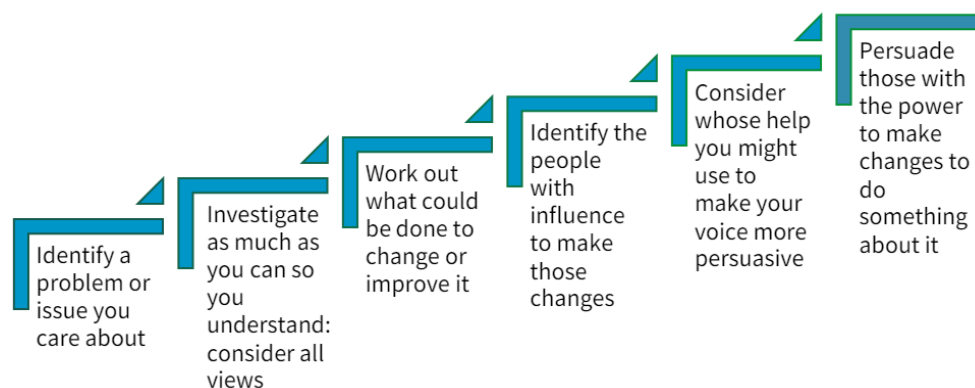 Identify a
problem or
issue you
care about
Investigate
as much as
you can so
you
understand:
consider all
views
Work out
what could
be done to
change or
improve it
Identify the
people
with
influence
to make
those
changes
Consider
whose help
you might
use to
make your
voice more
persuasive
Persuade
those with
the power
to make
changes to
do
something
about it